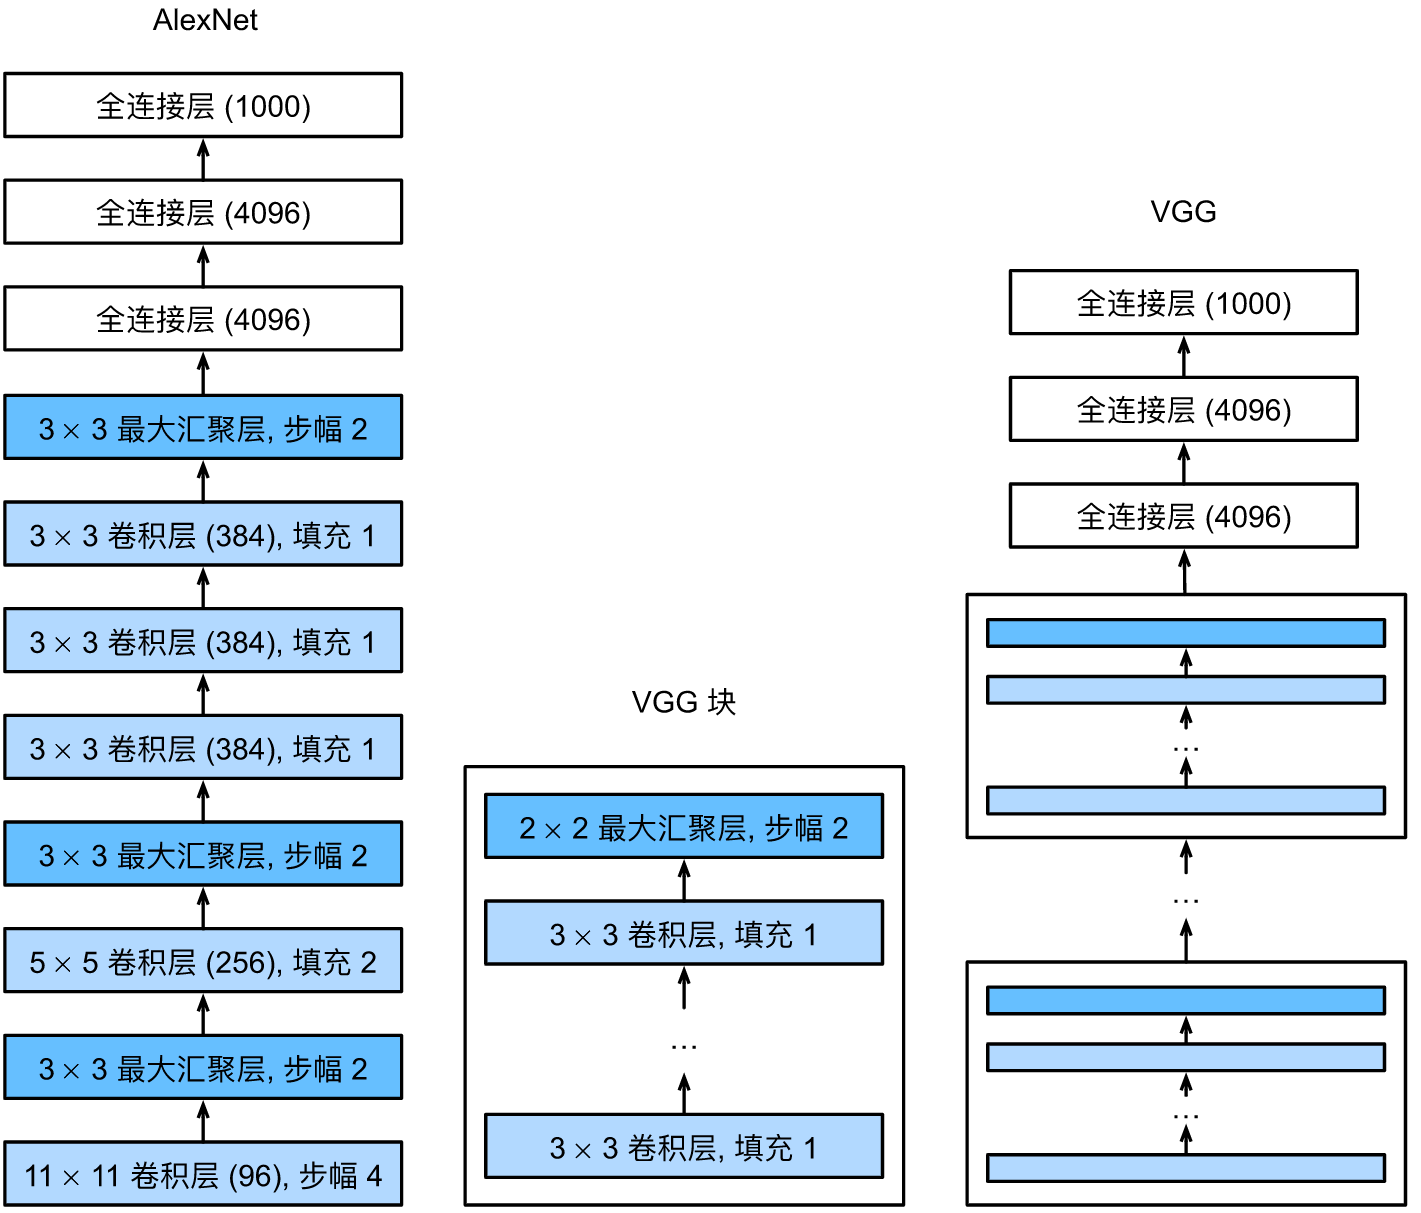 AlexNet
全连接层 (1000)
全连接层 (4096)
全连接层 (4096)
3 × 3 最大汇聚层, 步幅 2
3 × 3 卷积层 (384), 填充 1
3 × 3 卷积层 (384), 填充 1
3 × 3 卷积层 (384), 填充 1
3 × 3 最大汇聚层, 步幅 2
5 × 5 卷积层 (256), 填充 2
3 × 3 最大汇聚层, 步幅 2
11 × 11 卷积层 (96), 步幅 4
VGG 块
2 × 2 最大汇聚层, 步幅 2
3 × 3 卷积层, 填充 1
...
3 × 3 卷积层, 填充 1
VGG
全连接层 (1000)
全连接层 (4096)
全连接层 (4096)
...
...
...